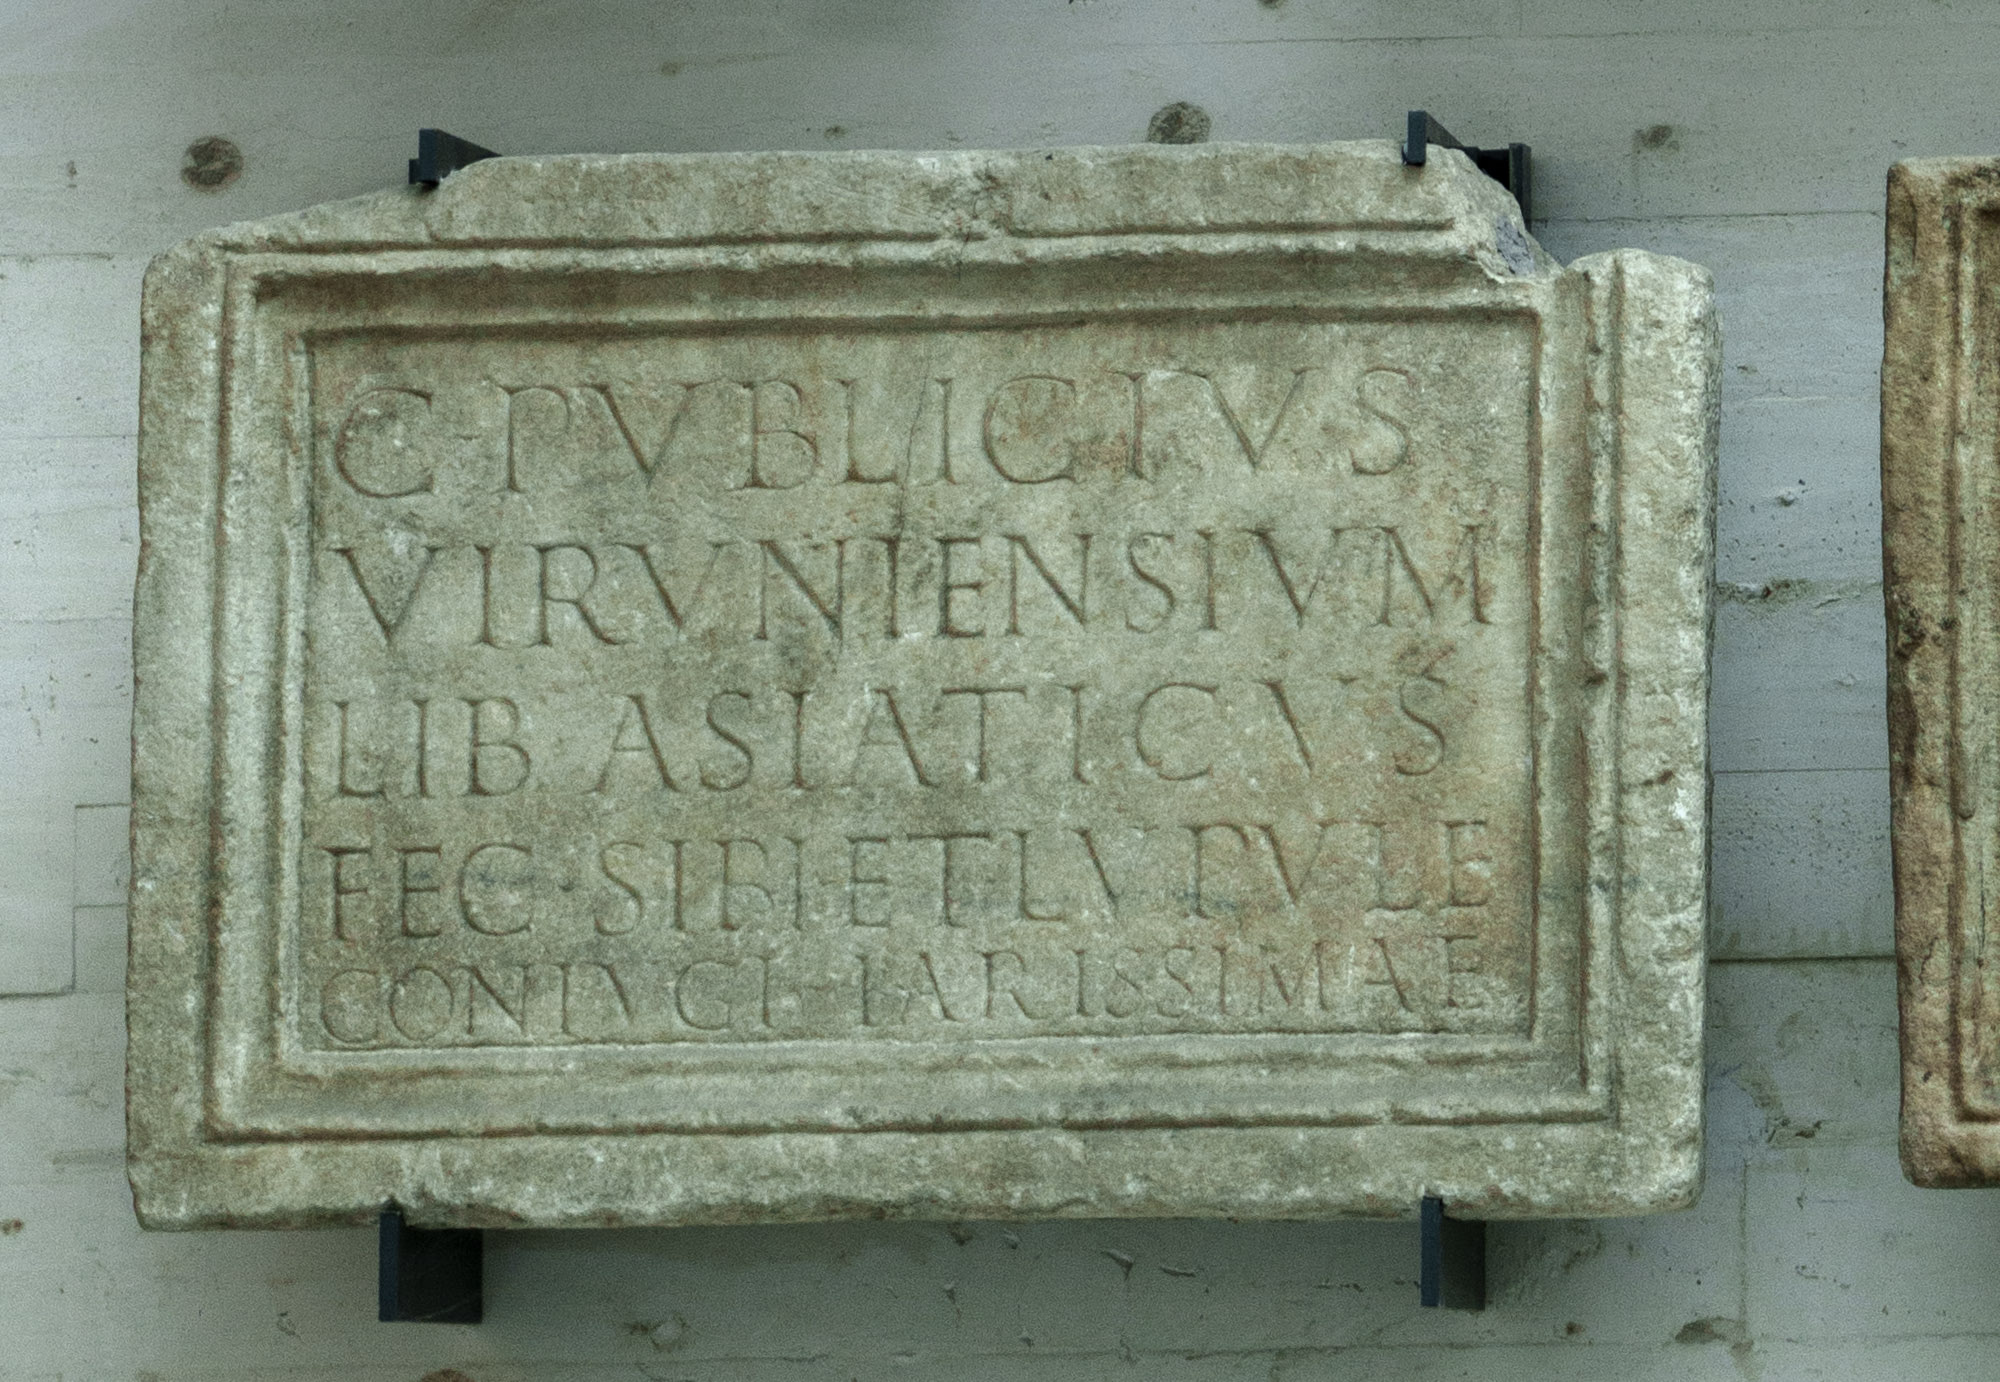 C·PVBLICIVS
VIRVNIENSIVM
LIB ASIATICVS
FEC·SIBI·ET·LVPVLE
CONIVGI·KARISSIMAE